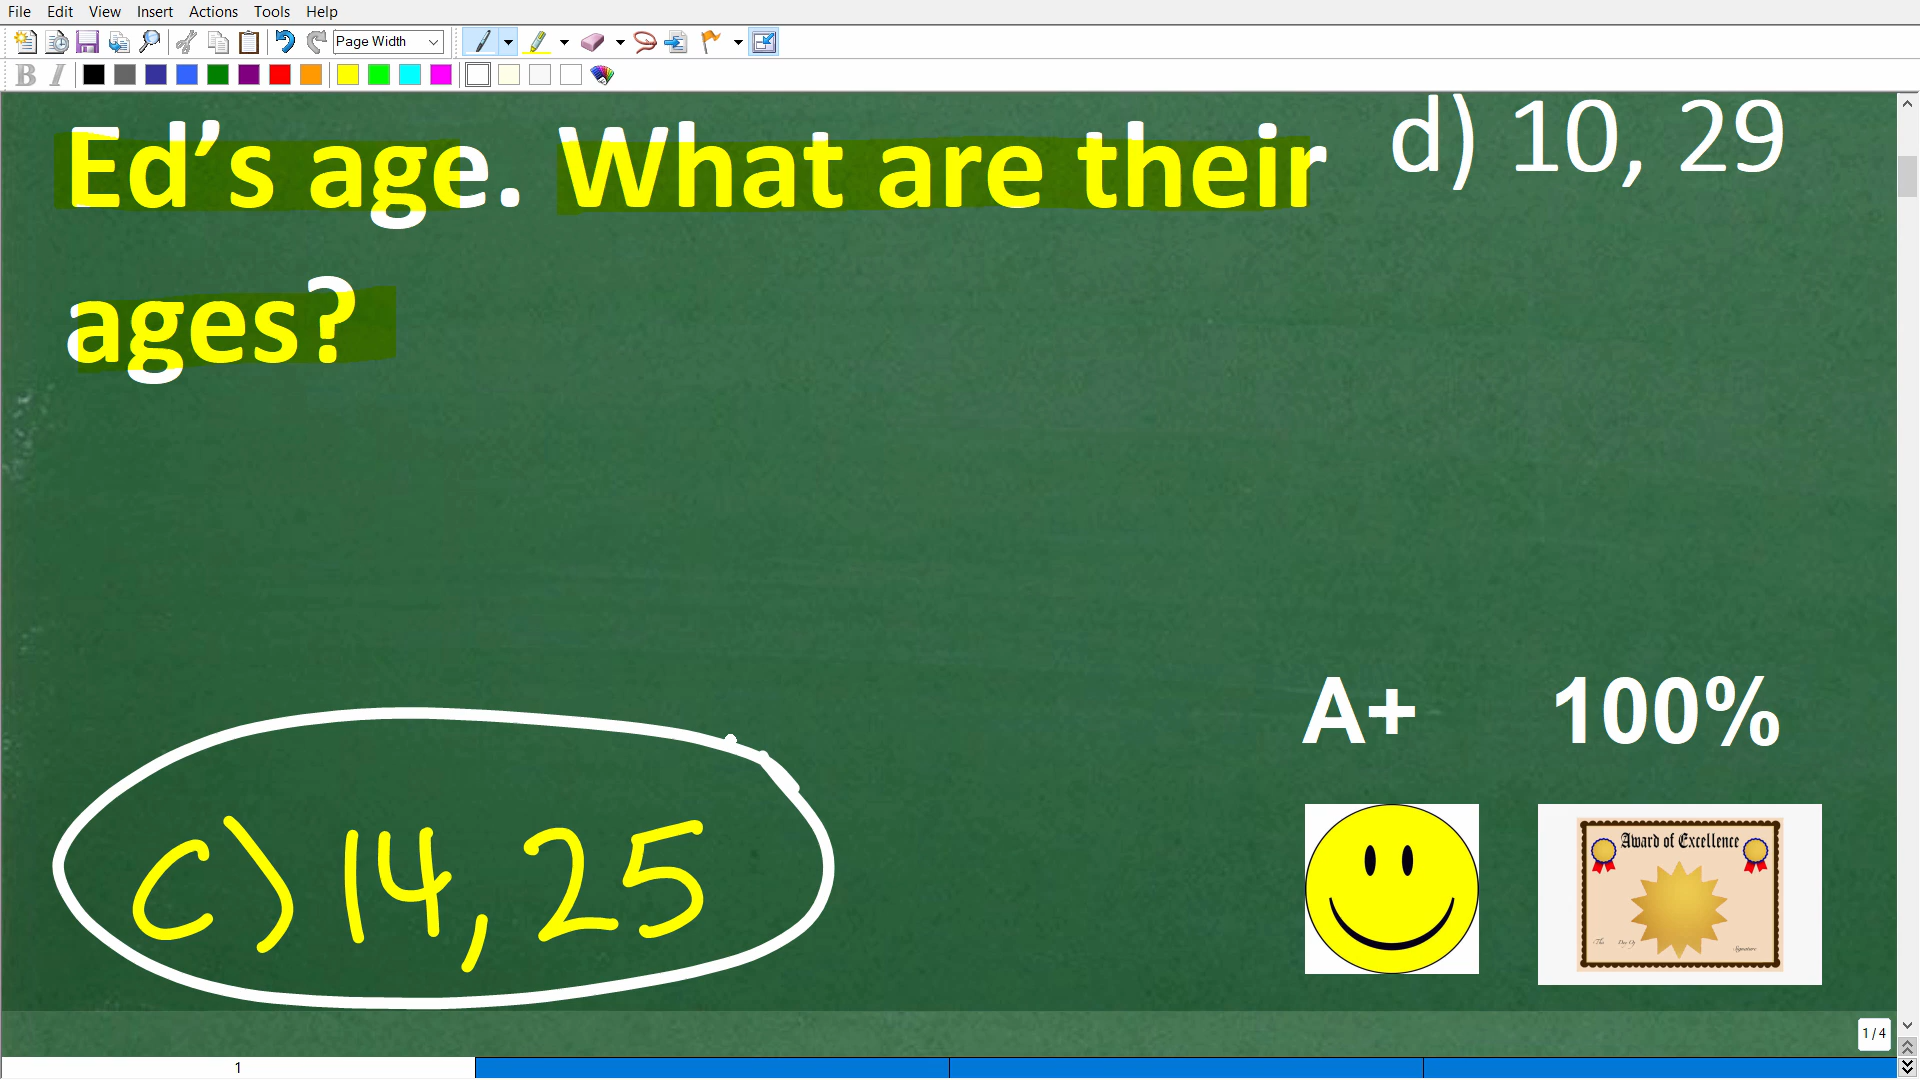 File Edit View Insert Actions Tools Help
Page Width
B I
Ed's age. What are their
ages?
d) 10, 29
A+ 100%
Award of Excellence
Signature
c) 14, 25
1 / 4
1